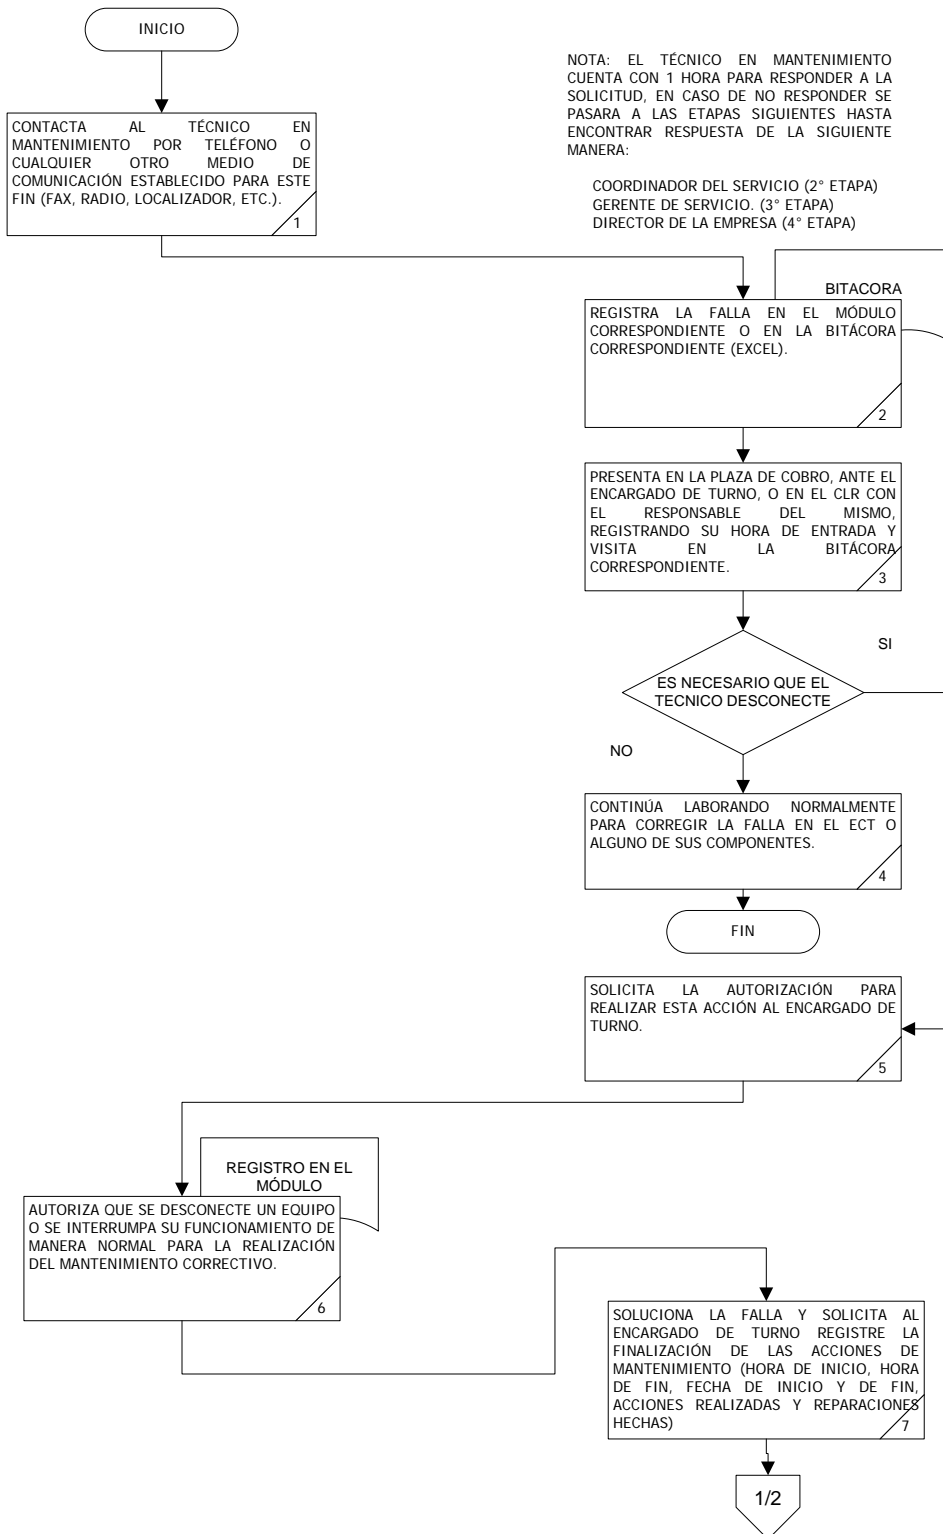 INICIO
NOTA: EL TÉCNICO EN MANTENIMIENTO
CUENTA CON 1 HORA PARA RESPONDER A LA
SOLICITUD, EN CASO DE NO RESPONDER SE
PASARA A LAS ETAPAS SIGUIENTES HASTA
ENCONTRAR RESPUESTA DE LA SIGUIENTE
MANERA:
COORDINADOR DEL SERVICIO (2° ETAPA)
GERENTE DE SERVICIO. (3° ETAPA)
DIRECTOR DE LA EMPRESA (4° ETAPA)
CONTACTA AL TÉCNICO EN
MANTENIMIENTO POR TELÉFONO O
CUALQUIER OTRO MEDIO DE
COMUNICACIÓN ESTABLECIDO PARA ESTE
FIN (FAX, RADIO, LOCALIZADOR, ETC.).
1
BITACORA
REGISTRA LA FALLA EN EL MÓDULO
CORRESPONDIENTE O EN LA BITÁCORA
CORRESPONDIENTE (EXCEL).
2
PRESENTA EN LA PLAZA DE COBRO, ANTE EL
ENCARGADO DE TURNO, O EN EL CLR CON
EL RESPONSABLE DEL MISMO,
REGISTRANDO SU HORA DE ENTRADA Y
VISITA EN LA BITÁCORA
CORRESPONDIENTE.
3
SI
ES NECESARIO QUE EL
TECNICO DESCONECTE
NO
CONTINÚA LABORANDO NORMALMENTE
PARA CORREGIR LA FALLA EN EL ECT O
ALGUNO DE SUS COMPONENTES.
4
FIN
SOLICITA LA AUTORIZACIÓN PARA
REALIZAR ESTA ACCIÓN AL ENCARGADO DE
TURNO.
5
REGISTRO EN EL
MÓDULO
AUTORIZA QUE SE DESCONECTE UN EQUIPO
O SE INTERRUMPA SU FUNCIONAMIENTO DE
MANERA NORMAL PARA LA REALIZACIÓN
DEL MANTENIMIENTO CORRECTIVO.
6
SOLUCIONA LA FALLA Y SOLICITA AL
ENCARGADO DE TURNO REGISTRE LA
FINALIZACIÓN DE LAS ACCIONES DE
MANTENIMIENTO (HORA DE INICIO, HORA
DE FIN, FECHA DE INICIO Y DE FIN,
ACCIONES REALIZADAS Y REPARACIONES
HECHAS)
7
1/2